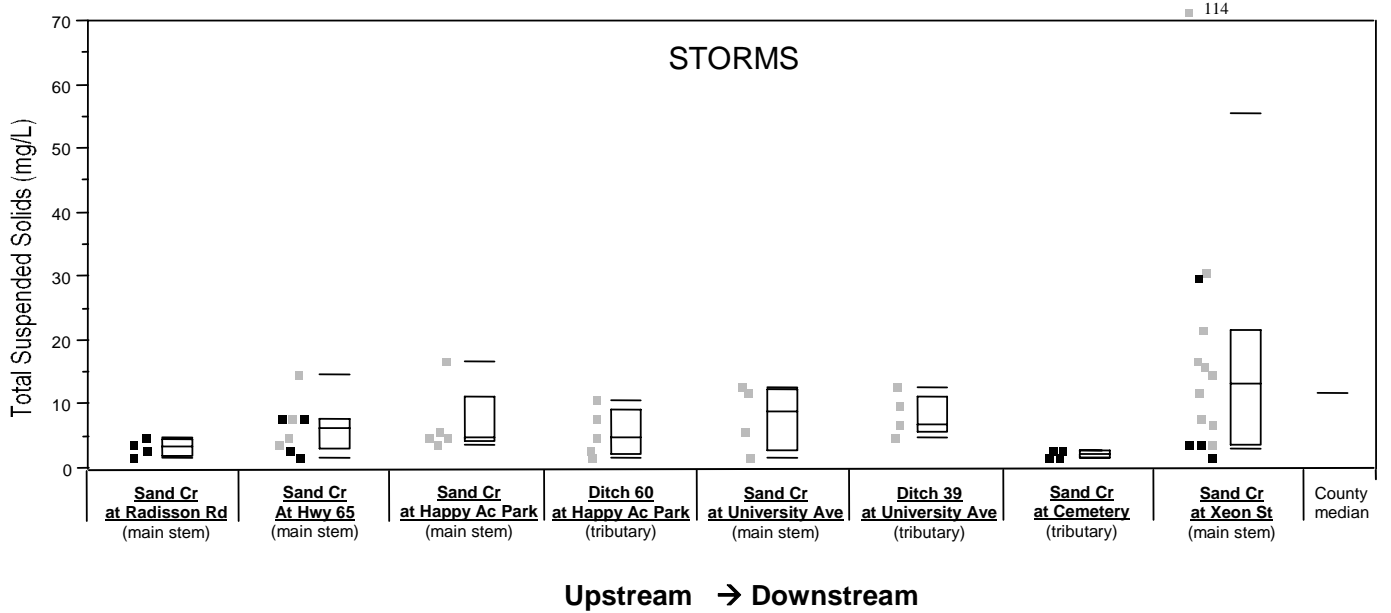 114
STORMS
Total Suspended Solids (mg/L)
70
60
50
40
30
20
10
0
Sand Cr
at Radisson Rd
(main stem)
Sand Cr
At Hwy 65
(main stem)
Sand Cr
at Happy Ac Park
(main stem)
Ditch 60
at Happy Ac Park
(tributary)
Sand Cr
at University Ave
(main stem)
Ditch 39
at University Ave
(tributary)
Sand Cr
at Cemetery
(tributary)
Sand Cr
at Xeon St
(main stem)
County
median
Upstream → Downstream